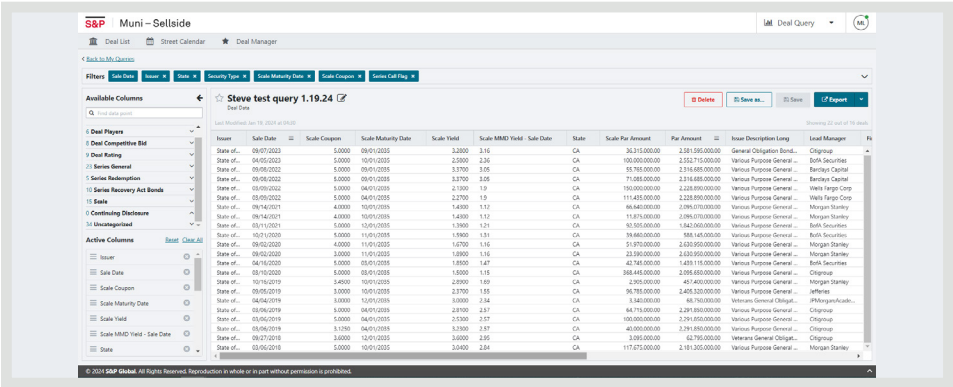 S&P Muni – Sellside Deal Query ML
Deal List Street Calendar Deal Manager
Back to My Queries
Filters Sale Date Issuer × State × Security Type × Scale Maturity Date × Scale Coupon × Series Call Flag ×
Available Columns
Find data point
6 Deal Players
8 Deal Competitive Bid
9 Deal Rating
23 Series General
5 Series Redemption
10 Series Recovery Act Bonds
15 Scale
0 Continuing Disclosure
34 Uncategorized
Active Columns Reset Clear All
Issuer
Sale Date
Scale Coupon
Scale Maturity Date
Scale Yield
Scale MMD Yield - Sale Date
State
Steve test query 1.19.24
Deal Data
Delete Save as... Save Export
Issuer Sale Date Scale Coupon Scale Maturity Date Scale Yield Scale MMD Yield - Sale Date State Scale Par Amount Par Amount Issue Description Long Lead Manager
State of... 09/07/2023 5.0000 09/01/2035 3.2800 3.16 CA 36,315,000.00 2,581,595,000.00 General Obligation Bond... Citigroup
State of... 04/05/2023 5.0000 10/01/2035 2.5800 2.36 CA 100,000,000.00 2,552,715,000.00 Various Purpose General ... BofA Securities
State of... 09/08/2022 5.0000 09/01/2035 3.3700 3.05 CA 55,765,000.00 2,316,685,000.00 Various Purpose General ... Barclays Capital
State of... 09/08/2022 5.0000 09/01/2035 3.3700 3.05 CA 71,085,000.00 2,316,685,000.00 Various Purpose General ... Barclays Capital
State of... 03/09/2022 5.0000 04/01/2035 2.1300 1.9 CA 150,000,000.00 2,228,890,000.00 Various Purpose General ... Wells Fargo Corp
State of... 03/09/2022 5.0000 04/01/2035 2.2700 1.9 CA 111,435,000.00 2,228,890,000.00 Various Purpose General ... Wells Fargo Corp
State of... 09/14/2021 4.0000 10/01/2035 1.4300 1.12 CA 66,640,000.00 2,095,070,000.00 Various Purpose General ... Morgan Stanley
State of... 09/14/2021 4.0000 10/01/2035 1.4300 1.12 CA 11,875,000.00 2,095,070,000.00 Various Purpose General ... Morgan Stanley
State of... 03/11/2021 5.0000 12/01/2035 1.3900 1.21 CA 92,505,000.00 1,842,060,000.00 Various Purpose General ... BofA Securities
State of... 10/21/2020 5.0000 11/01/2035 1.5900 1.31 CA 39,660,000.00 588,145,000.00 Various Purpose General ... BofA Securities
State of... 09/02/2020 4.0000 11/01/2035 1.6700 1.16 CA 51,970,000.00 2,630,950,000.00 Various Purpose General ... Morgan Stanley
State of... 09/02/2020 3.0000 11/01/2035 1.8900 1.16 CA 23,590,000.00 2,630,950,000.00 Various Purpose General ... Morgan Stanley
State of... 04/16/2020 5.0000 03/01/2035 1.8500 1.47 CA 42,745,000.00 1,439,115,000.00 Various Purpose General ... BofA Securities
State of... 03/10/2020 5.0000 03/01/2035 1.5000 1.15 CA 368,445,000.00 2,095,650,000.00 Various Purpose General ... Citigroup
State of... 10/16/2019 3.4500 10/01/2035 2.8900 1.69 CA 2,905,000.00 457,400,000.00 Various Purpose General ... Morgan Stanley
State of... 09/05/2019 3.0000 10/01/2035 2.3700 1.55 CA 96,785,000.00 2,405,320,000.00 Various Purpose General ... Jefferies
State of... 04/04/2019 3.0000 12/01/2035 3.0000 2.34 CA 3,340,000.00 68,750,000.00 Veterans General Obligat... JPMorgan/Acade...
State of... 03/06/2019 5.0000 04/01/2035 2.8100 2.57 CA 64,715,000.00 2,291,850,000.00 Various Purpose General ... Citigroup
State of... 03/06/2019 5.0000 04/01/2035 2.5300 2.57 CA 100,000,000.00 2,291,850,000.00 Various Purpose General ... Citigroup
State of... 03/06/2019 3.1250 04/01/2035 3.2300 2.57 CA 40,000,000.00 2,291,850,000.00 Various Purpose General ... Citigroup
State of... 09/27/2018 3.6000 12/01/2035 3.6000 2.95 CA 3,095,000.00 62,795,000.00 Veterans General Obligat... Citigroup
State of... 03/06/2018 5.0000 10/01/2035 3.0400 2.84 CA 117,675,000.00 2,181,305,000.00 Various Purpose General ... Morgan Stanley
© 2024 S&P Global. All Rights Reserved. Reproduction in whole or in part without permission is prohibited.